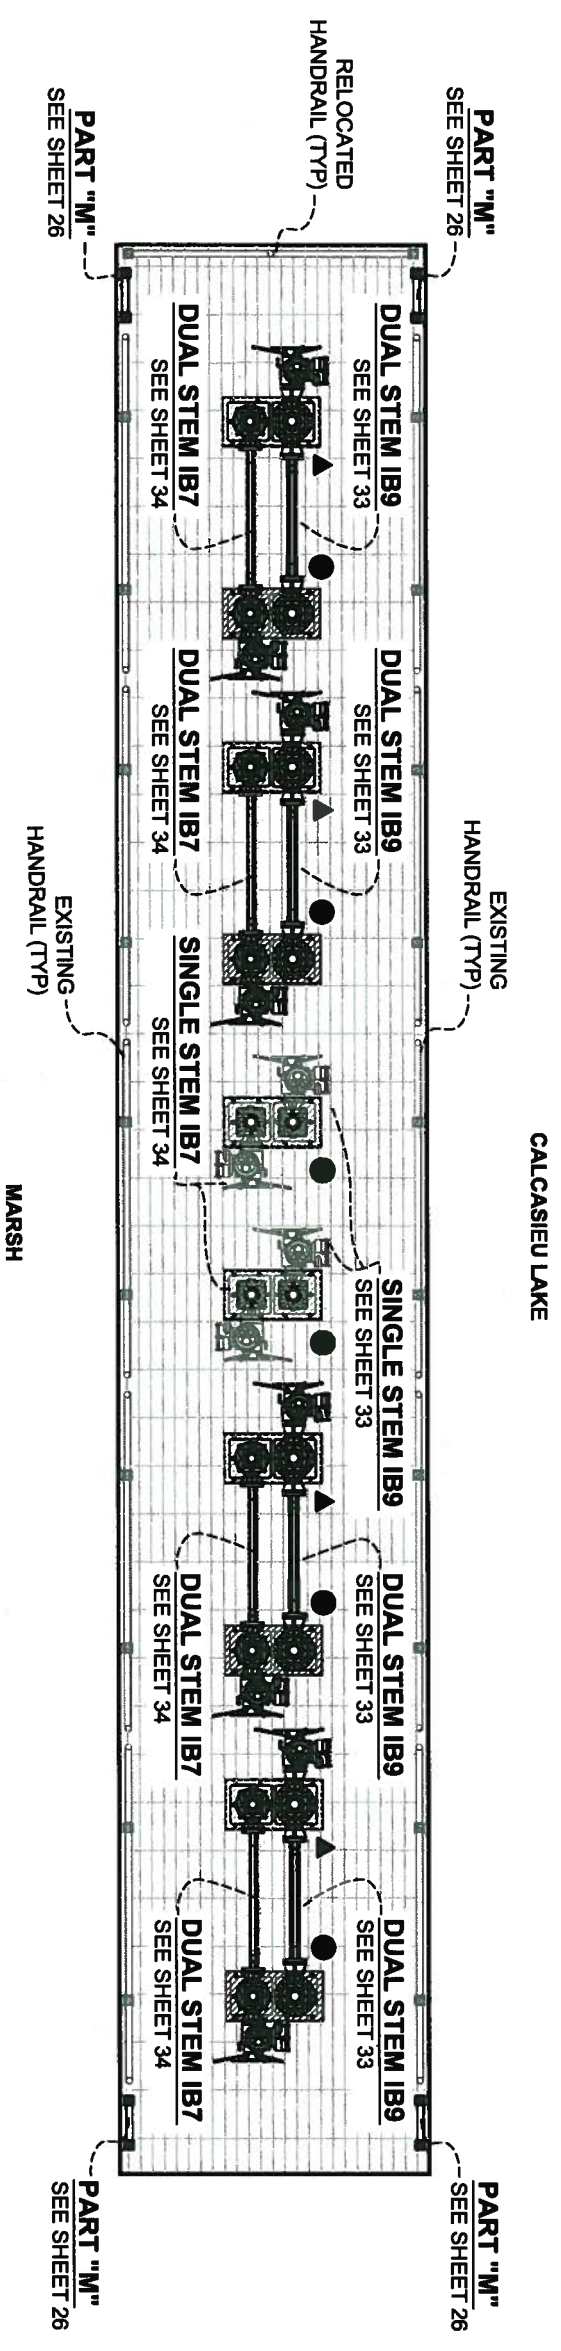 CALCASIEU LAKE
PART "M"
SEE SHEET 26
EXISTING
HANDRAIL (TYP)
PART "M"
SEE SHEET 26
RELOCATED
HANDRAIL (TYP)
DUAL STEM IB9
SEE SHEET 33
DUAL STEM IB9
SEE SHEET 33
SINGLE STEM IB9
SEE SHEET 33
DUAL STEM IB9
SEE SHEET 33
DUAL STEM IB9
SEE SHEET 33
DUAL STEM IB7
SEE SHEET 34
DUAL STEM IB7
SEE SHEET 34
SINGLE STEM IB7
SEE SHEET 34
DUAL STEM IB7
SEE SHEET 34
DUAL STEM IB7
SEE SHEET 34
PART "M"
SEE SHEET 26
EXISTING
HANDRAIL (TYP)
PART "M"
SEE SHEET 26
MARSH